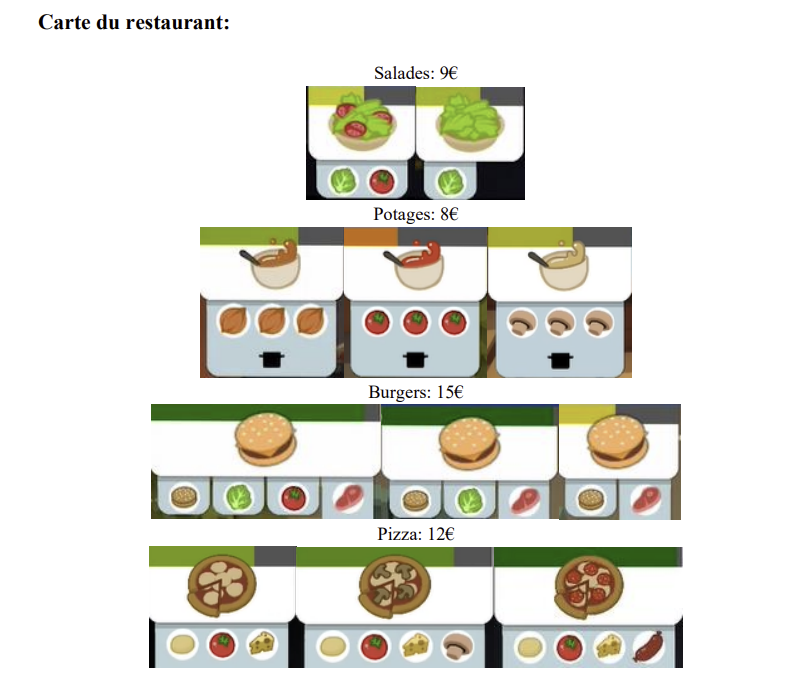 Carte du restaurant:
Salades: 9€
Potages: 8€
Burgers: 15€
Pizza: 12€